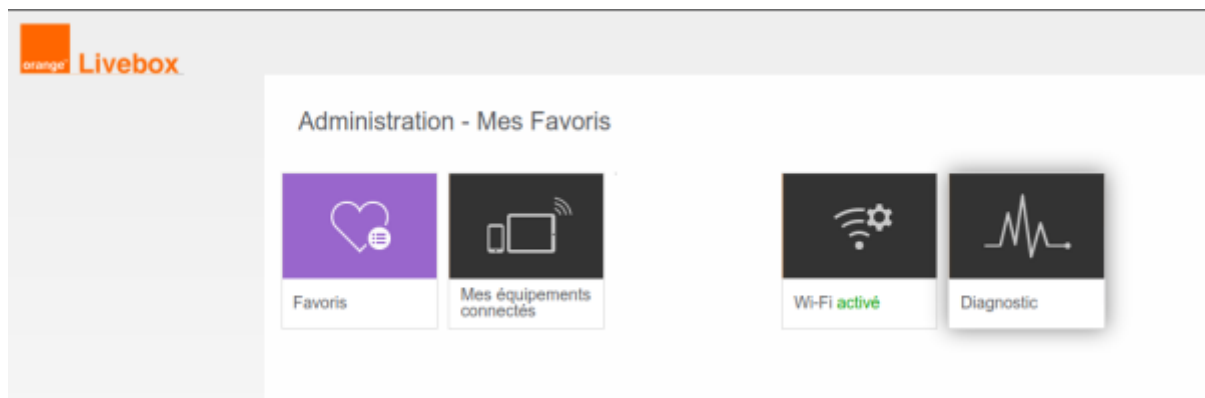 orange
Livebox
Administration - Mes Favoris
Favoris
Mes équipements
connectés
Wi-Fi activé
Diagnostic